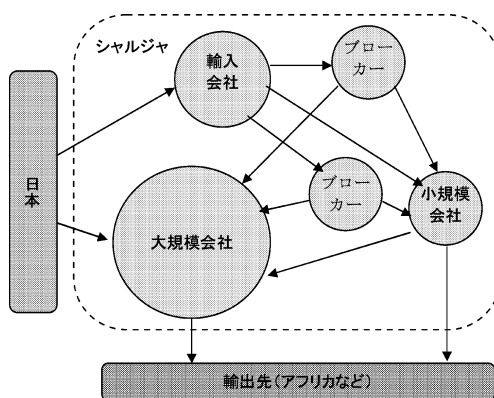 シャルジャ
輸入
会社
ブロー
カー
日本
ブロー
カー
小規模
会社
大規模会社
輸出先(アフリカなど)